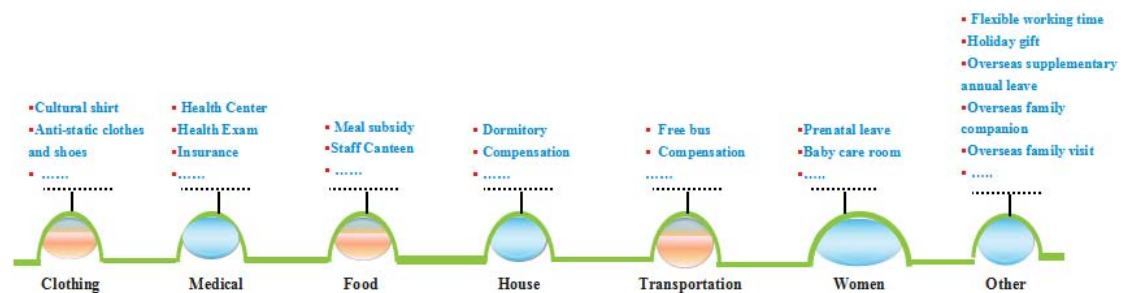 ▪Cultural shirt
▪Anti-static clothes
and shoes
▪ ……
Clothing
▪ Health Center
▪Health Exam
▪Insurance
▪……
Medical
▪ Meal subsidy
▪Staff Canteen
▪ ……
Food
▪ Dormitory
▪ Compensation
▪ ……
House
▪ Free bus
▪ Compensation
……
Transportation
▪Prenatal leave
▪Baby care room
▪…..
Women
▪ Flexible working time
▪Holiday gift
▪Overseas supplementary
annual leave
▪Overseas family
companion
▪Overseas family visit
▪ …..
Other